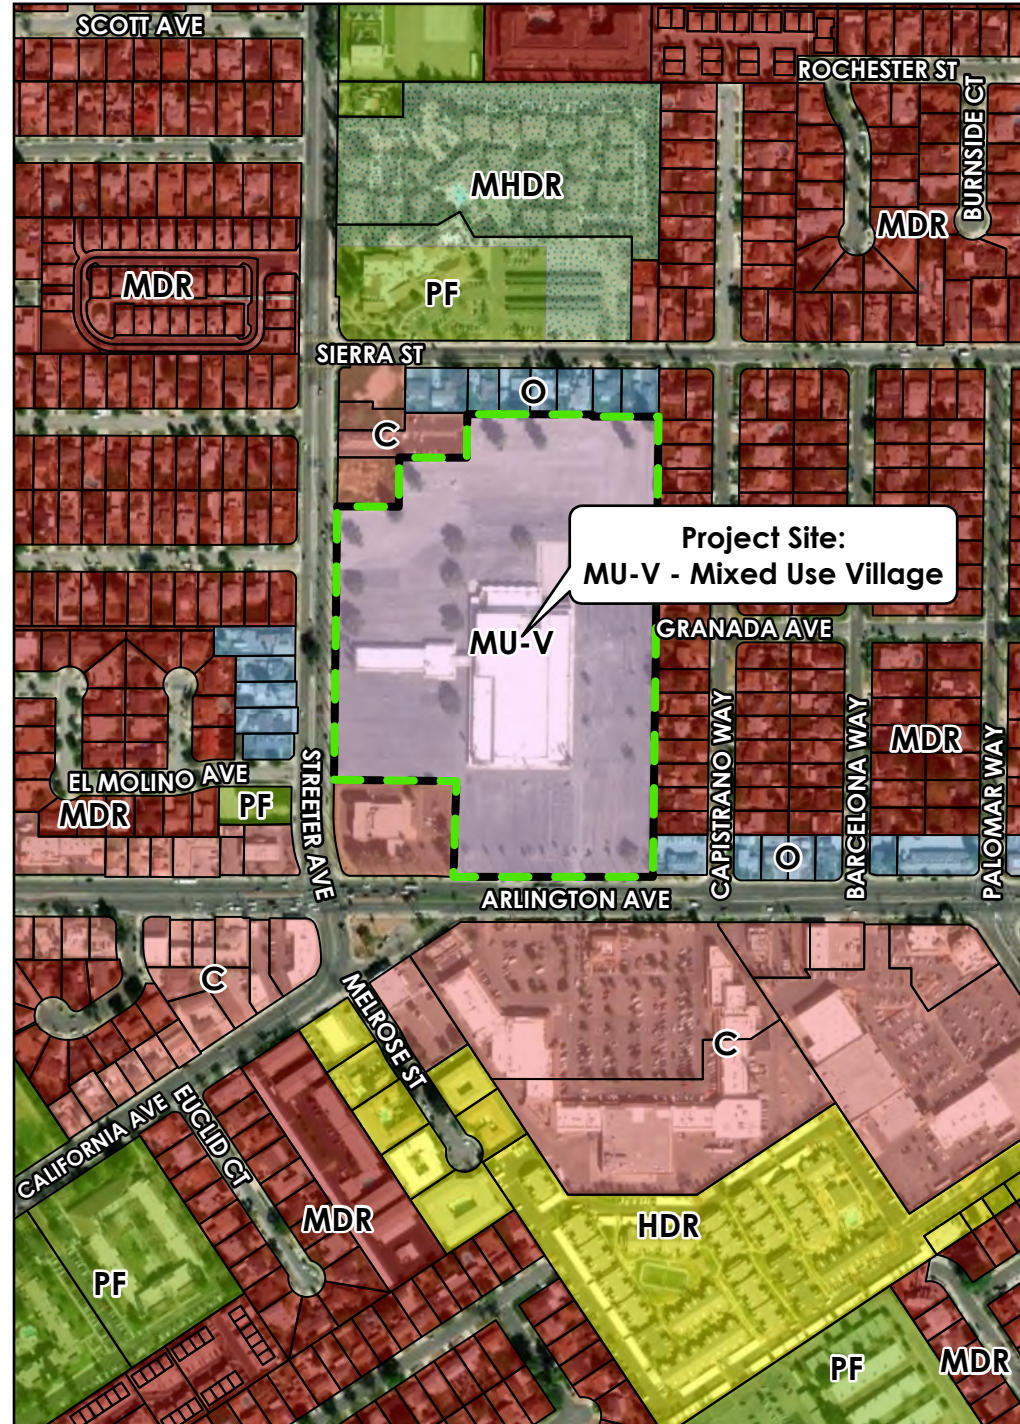 SCOTT AVE
ROCHESTER ST
BURNSIDE CT
MHDR
MDR
MDR
PF
SIERRA ST
O
C
Project Site:
MU-V - Mixed Use Village
MU-V
GRANADA AVE
CAPISTRANO WAY
BARCELONA WAY
PALOMAR WAY
MDR
STREETER AVE
EL MOLINO AVE
MDR
PF
O
ARLINGTON AVE
C
MELROSE ST
C
CALIFORNIA AVE
EUCLID CT
MDR
HDR
PF
PF
MDR